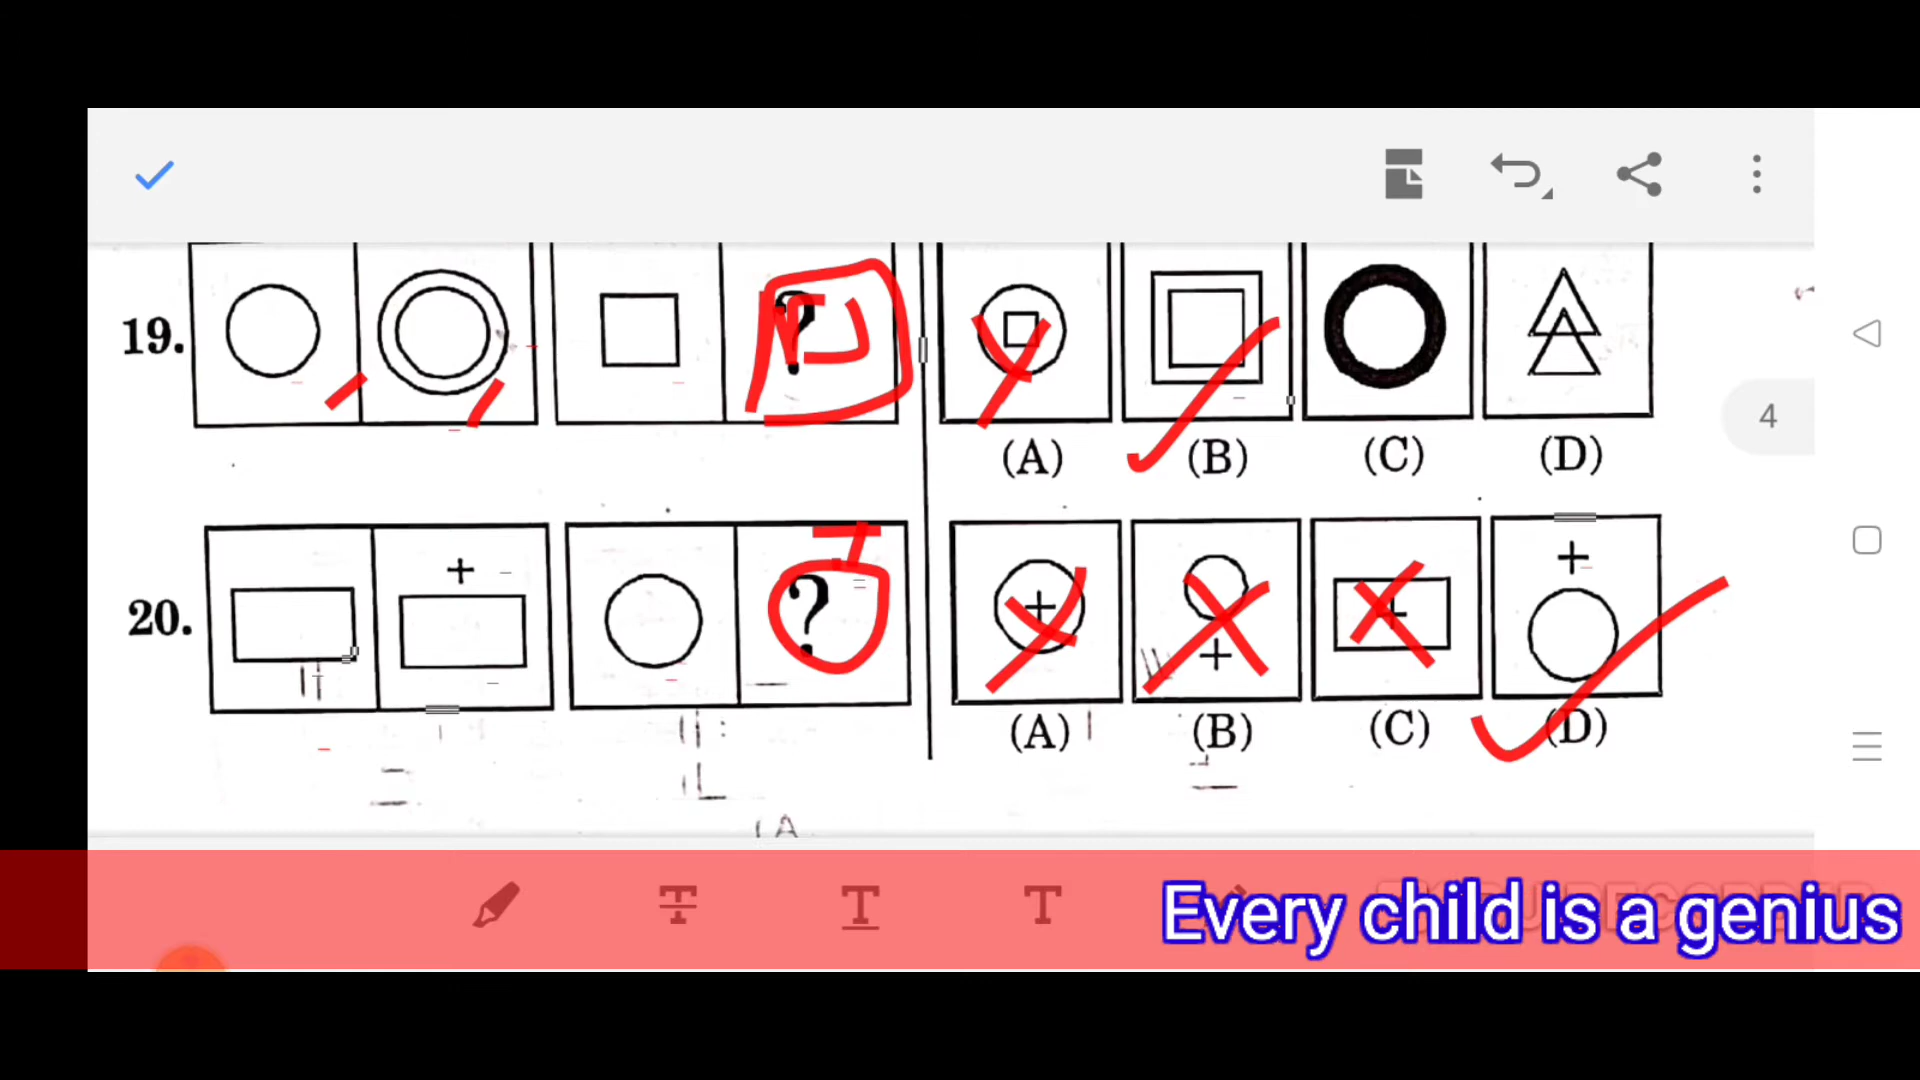 4
19.
?
(A) (B) (C) (D)
20.
+
?
+
+
+
+
(A) (B) (C) (D)
A
T T T
Every child is a genius